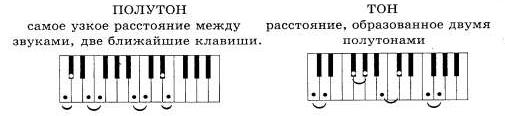 ПОЛУТОН
самое узкое расстояние между
звуками, две ближайшие клавиши.
ТОН
расстояние, образованное двумя
полутонами